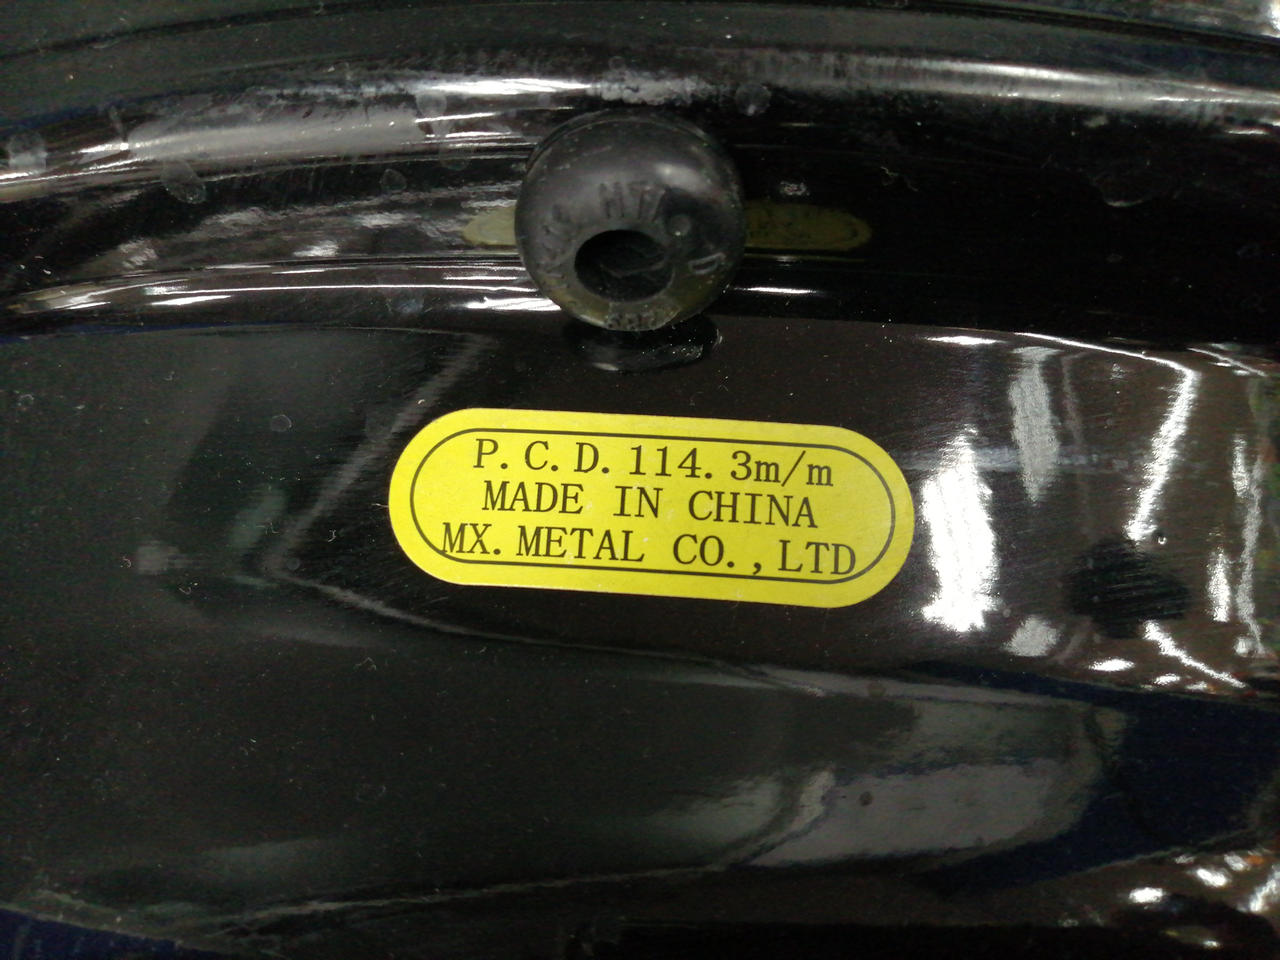 P.C.D.114.3m/m
MADE IN CHINA
MX.METAL CO.,LTD